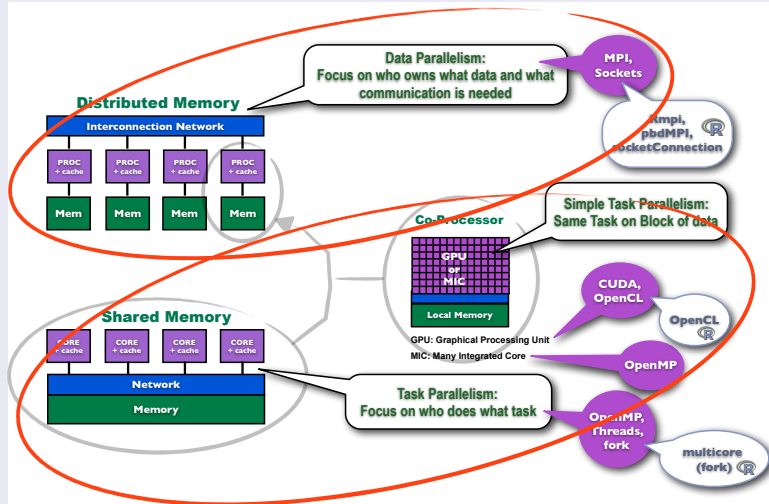 Data Parallelism:
Focus on who owns what data and what
communication is needed
MPI,
Sockets
Rmpi,
pbdMPI,
socketConnection
R
Distributed Memory
Interconnection Network
PROC
+ cache
PROC
+ cache
PROC
+ cache
PROC
+ cache
Mem
Mem
Mem
Mem
Simple Task Parallelism:
Same Task on Block of data
Co-Processor
GPU
or
MIC
Local Memory
GPU: Graphical Processing Unit
MIC: Many Integrated Core
CUDA,
OpenCL
OpenCL
R
OpenMP
Shared Memory
CORE
+ cache
CORE
+ cache
CORE
+ cache
CORE
+ cache
Network
Memory
Task Parallelism:
Focus on who does what task
OpenMP,
Threads,
fork
multicore
(fork) R